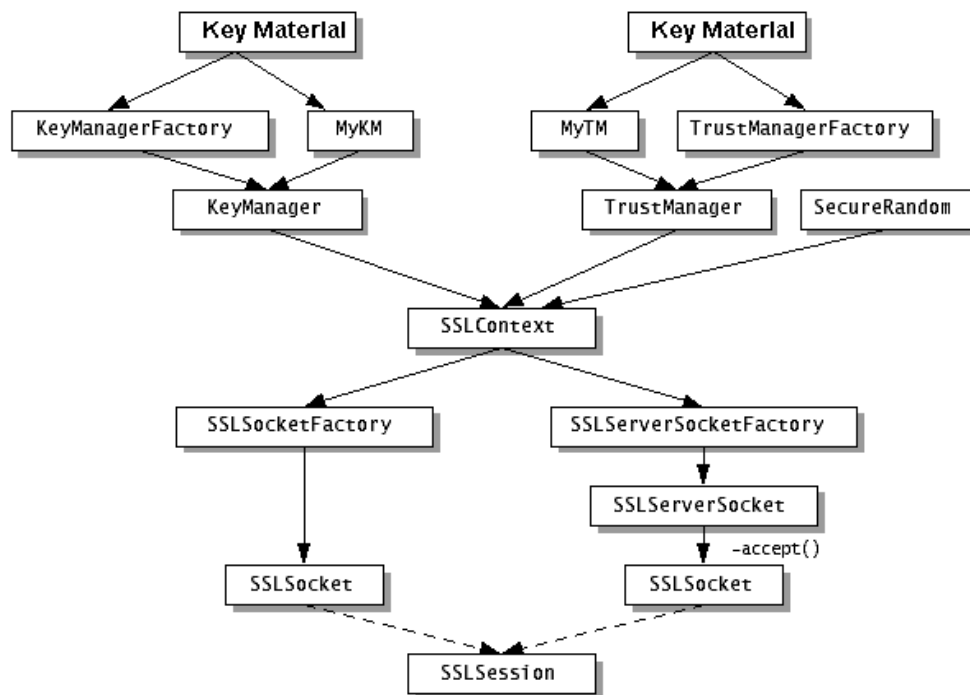 Key Material
Key Material
KeyManagerFactory
MyKM
MyTM
TrustManagerFactory
KeyManager
TrustManager
SecureRandom
SSLContext
SSLSocketFactory
SSLServerSocketFactory
SSLServerSocket
-accept()
SSLSocket
SSLSocket
SSLSession